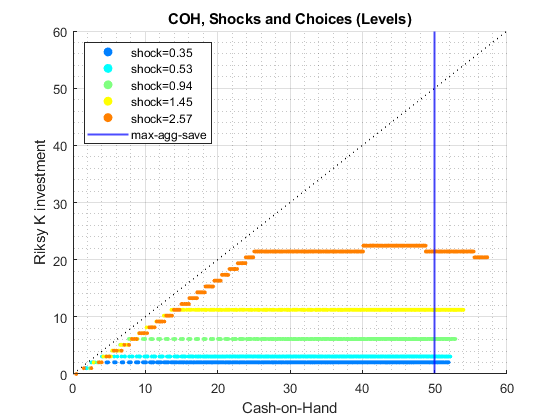 COH, Shocks and Choices (Levels)
60
50
40
30
20
10
0
Riksy K investment
shock=0.35
shock=0.53
shock=0.94
shock=1.45
shock=2.57
max-agg-save
0 10 20 30 40 50 60
Cash-on-Hand